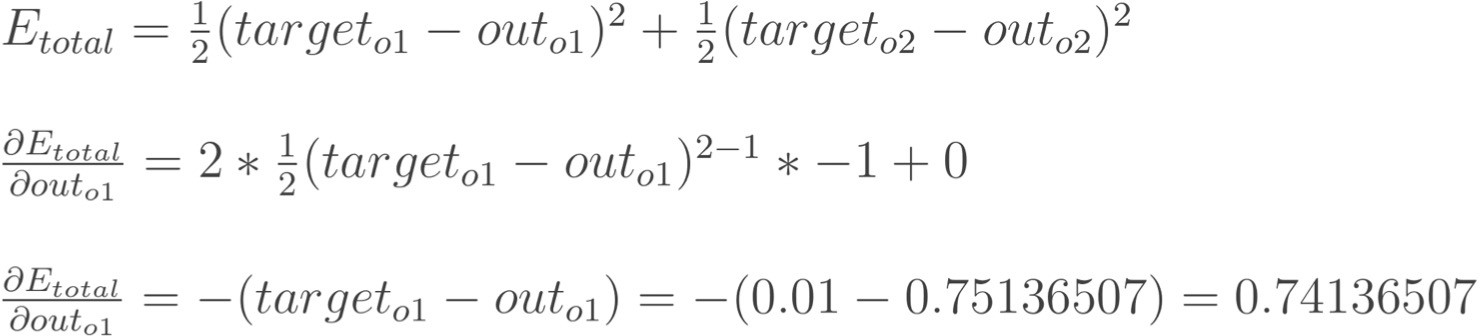 E_{total} = \frac{1}{2}(target_{o1} - out_{o1})^{2} + \frac{1}{2}(target_{o2} - out_{o2})^{2}
\frac{\partial E_{total}}{\partial out_{o1}} = 2 * \frac{1}{2}(target_{o1} - out_{o1})^{2-1} * -1 + 0
\frac{\partial E_{total}}{\partial out_{o1}} = -(target_{o1} - out_{o1}) = -(0.01 - 0.75136507) = 0.74136507